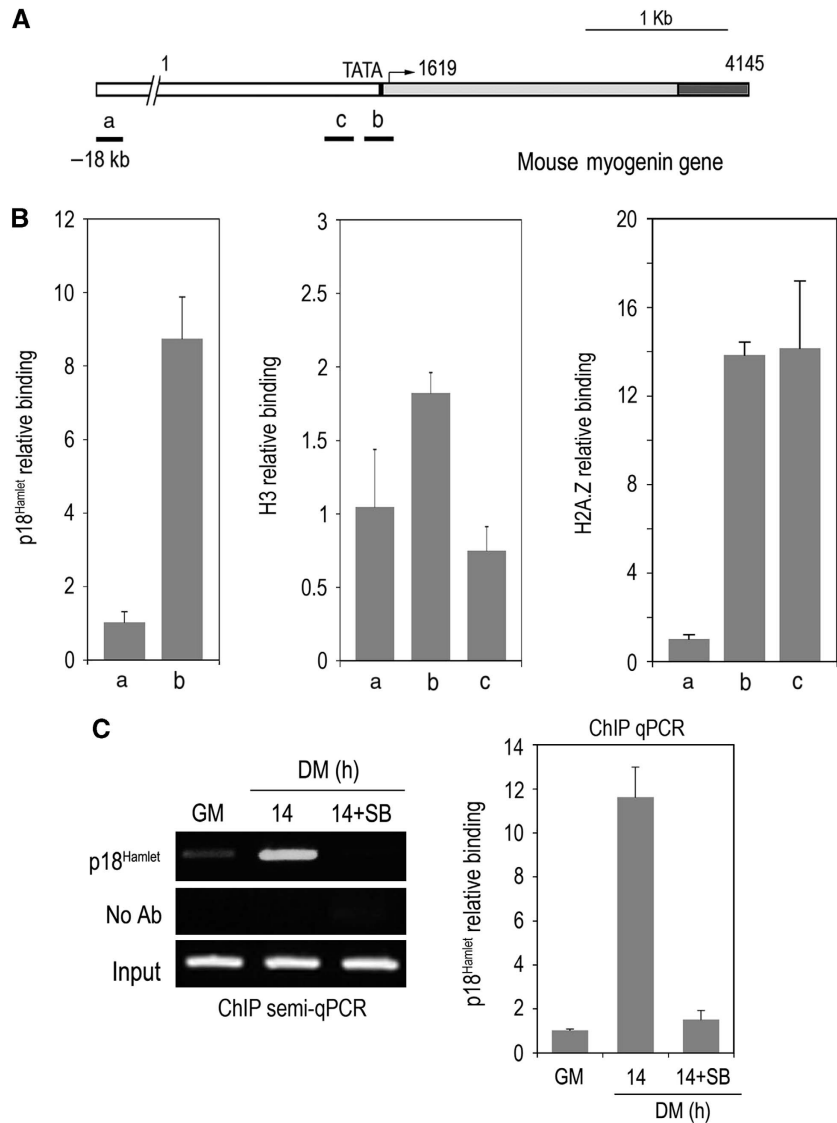 A
1 Kb
1
TATA
1619
4145
a
c
b
–18 kb
Mouse myogenin gene
B
p18Hamlet relative binding
12
10
8
6
4
2
0
a
b
H3 relative binding
3
2.5
2
1.5
1
0.5
0
a
b
c
H2A.Z relative binding
20
16
12
8
4
0
a
b
c
C
DM (h)
GM
14
14+SB
p18Hamlet
No Ab
Input
ChIP semi-qPCR
ChIP qPCR
p18Hamlet relative binding
14
12
10
8
6
4
2
0
GM
14
14+SB
DM (h)